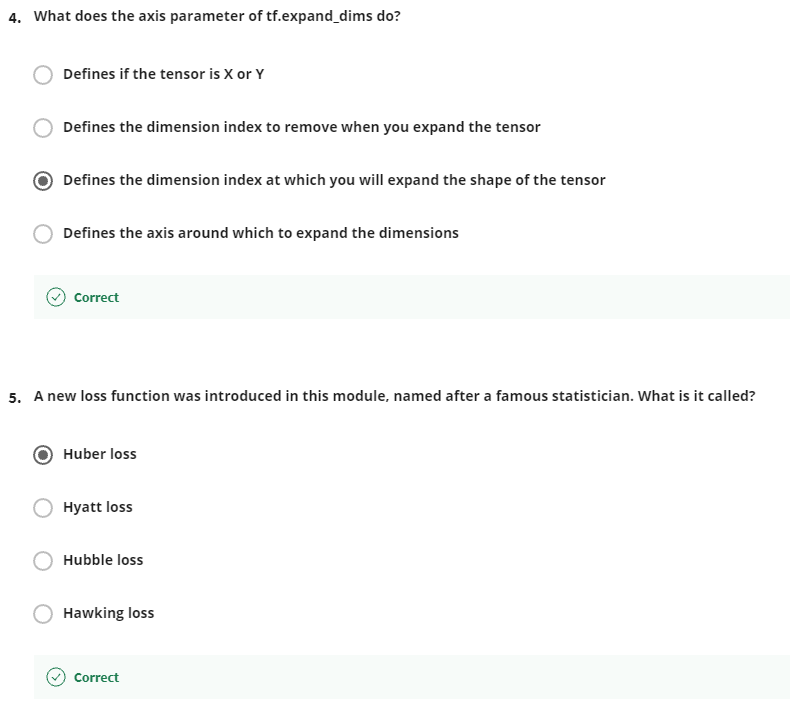 4. What does the axis parameter of tf.expand_dims do?
Defines if the tensor is X or Y
Defines the dimension index to remove when you expand the tensor
Defines the dimension index at which you will expand the shape of the tensor
Defines the axis around which to expand the dimensions
Correct
5. A new loss function was introduced in this module, named after a famous statistician. What is it called?
Huber loss
Hyatt loss
Hubble loss
Hawking loss
Correct